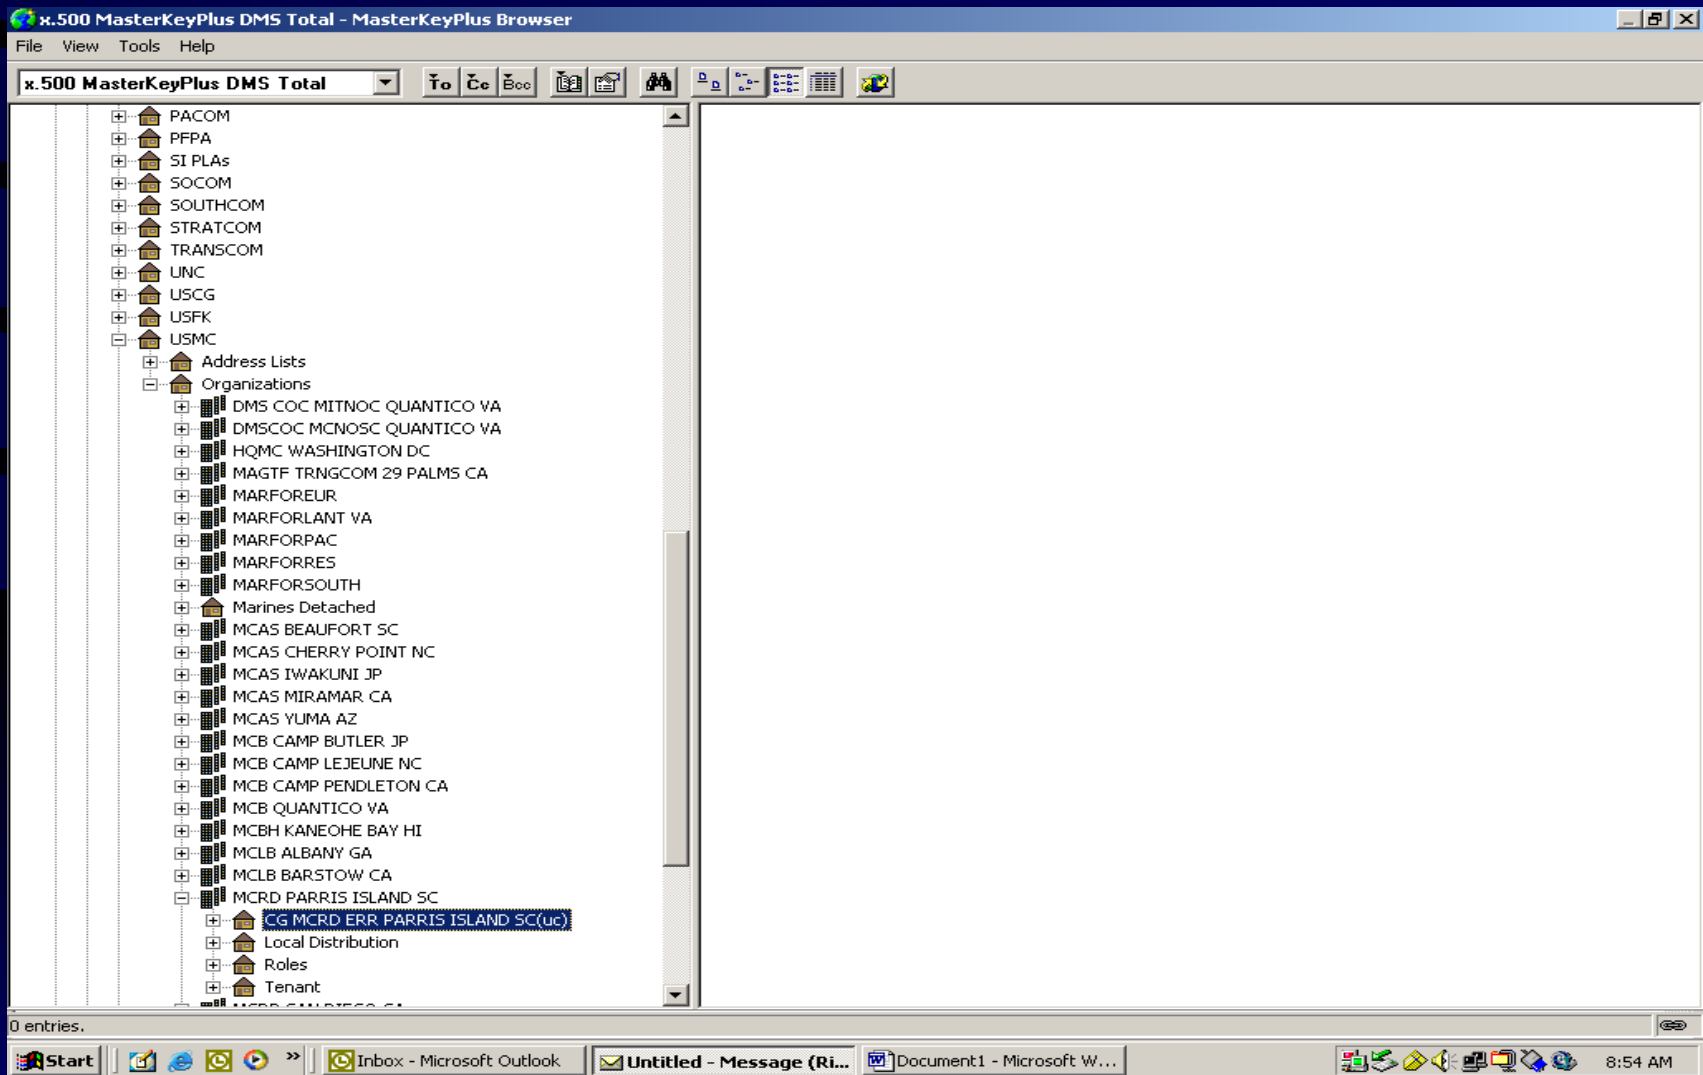 x.500 MasterKeyPlus DMS Total - MasterKeyPlus Browser
File View Tools Help
x.500 MasterKeyPlus DMS Total To Cc Bcc
PACOM
PFPA
SI PLAs
SOCOM
SOUTHCOM
STRATCOM
TRANSCOM
UNC
USCG
USFK
USMC
Address Lists
Organizations
DMS COC MITNOC QUANTICO VA
DMSCOC MCNOSC QUANTICO VA
HQMC WASHINGTON DC
MAGTF TRNGCOM 29 PALMS CA
MARFOREUR
MARFORLANT VA
MARFORPAC
MARFORRES
MARFORSOUTH
Marines Detached
MCAS BEAUFORT SC
MCAS CHERRY POINT NC
MCAS IWAKUNI JP
MCAS MIRAMAR CA
MCAS YUMA AZ
MCB CAMP BUTLER JP
MCB CAMP LEJEUNE NC
MCB CAMP PENDLETON CA
MCB QUANTICO VA
MCBH KANEOHE BAY HI
MCLB ALBANY GA
MCLB BARSTOW CA
MCRD PARRIS ISLAND SC
CG MCRD ERR PARRIS ISLAND SC(uc)
Local Distribution
Roles
Tenant
MCRD SAN DIEGO CA
0 entries.
Start Inbox - Microsoft Outlook Untitled - Message (Ri... Document1 - Microsoft W... 8:54 AM